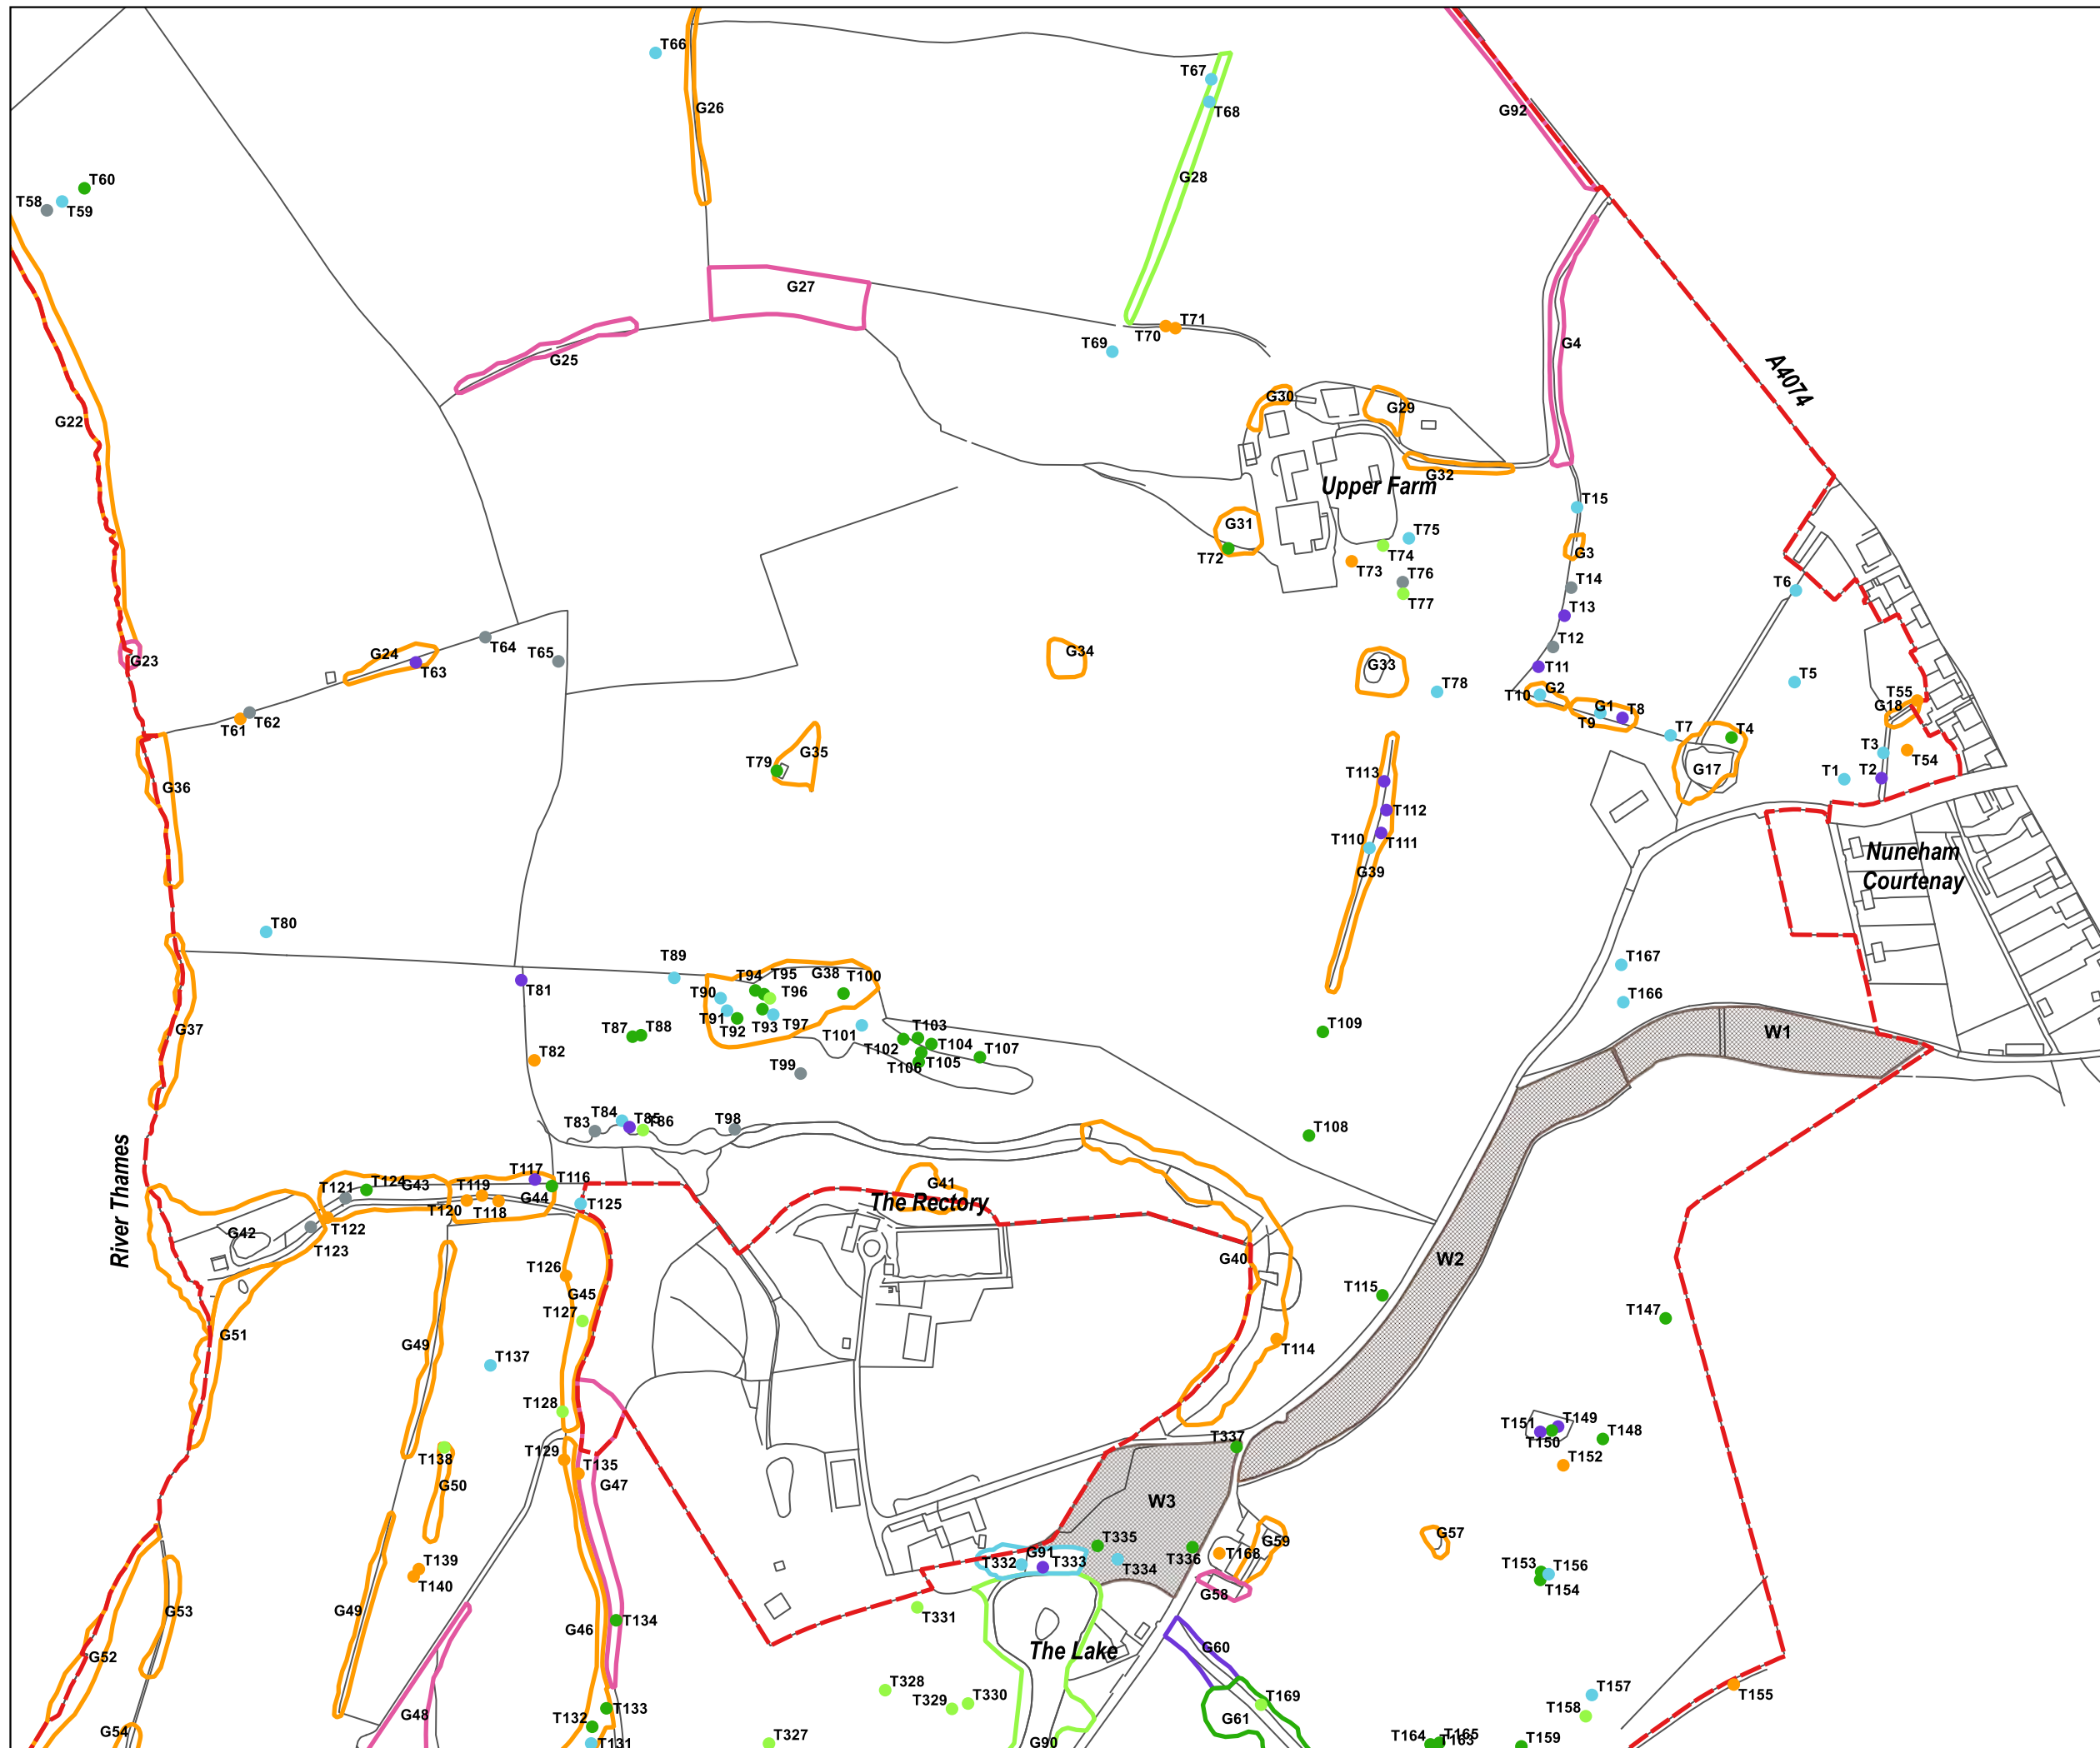 T66
T67
G26
T68
G92
G28
T60
T58
T59
G27
T71
T70
T69
G25
G4
A4074
G30
G29
G22
G32
Upper Farm
T15
G31
T75
T72
T74
G3
T73
T76
T14
T77
T6
T13
T12
G23
G24
T63
T64
T65
G34
G33
T11
T78
T5
T10
G2
G1
T8
T9
T55
G18
T61
T62
T7
T4
T3
T54
T79
G35
G17
T1
T2
T113
G36
T112
T110
T111
G39
Nuneham
Courtenay
T80
T89
T94
T95
G38
T100
T167
T81
T90
T96
T166
T91
T92
T93
T97
T101
G37
T87
T88
T103
T109
W1
T102
T104
T82
T105
T107
T106
T99
T84
T85
T86
T98
T83
T108
River Thames
T117
T116
T121
T124
G43
T119
G44
G41
The Rectory
T120
T118
T125
T122
G42
T123
G40
W2
T126
T115
G45
T127
T147
G51
G49
T114
T137
T128
T151
T149
T150
T148
T337
T129
T138
T135
T152
G50
G47
W3
T335
G57
G59
G91
T168
T332
T333
T334
T336
T139
T153
T156
T140
T154
G58
G49
G53
T331
T134
G46
The Lake
G60
G52
T328
T330
T157
T155
T329
T169
T133
T158
G48
T132
G61
G54
T131
T327
G90
T164
T165
T163
T159